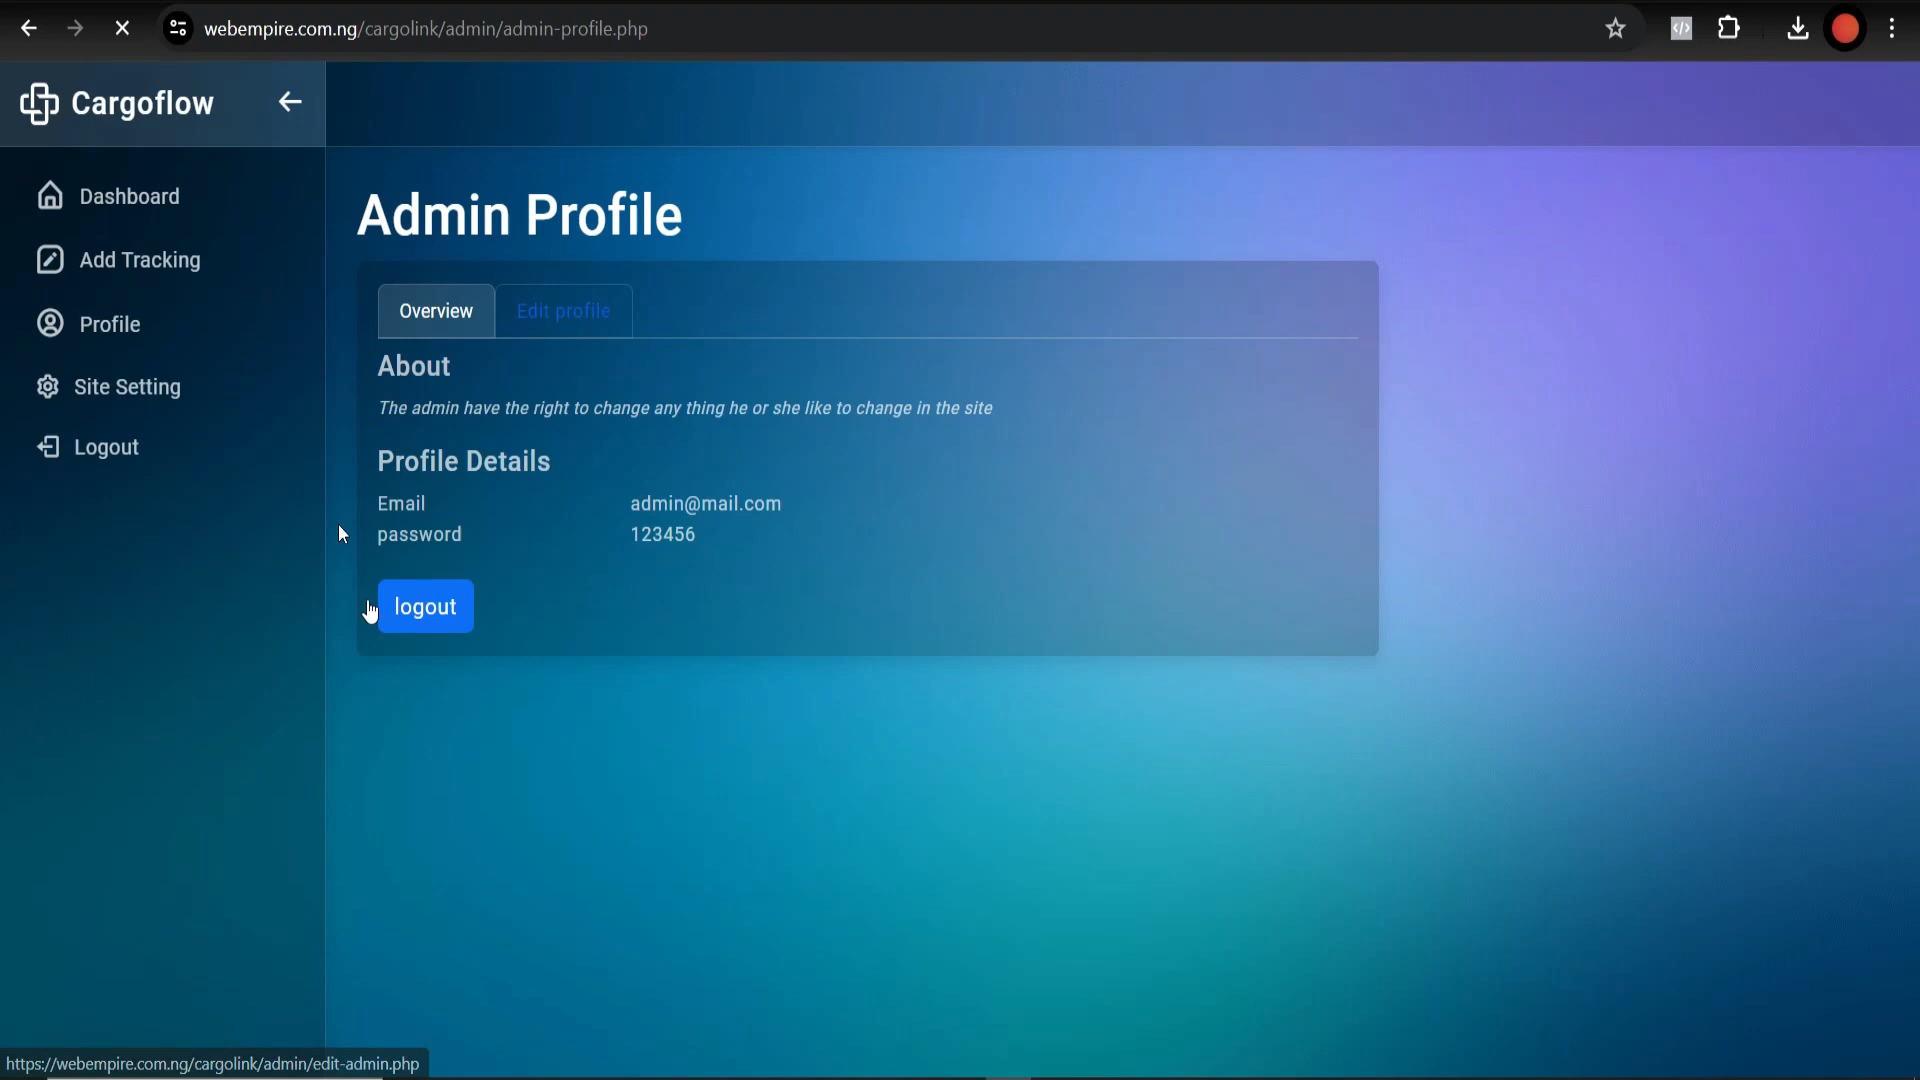 webempire.com.ng/cargolink/admin/admin-profile.php
Cargoflow
Dashboard
Add Tracking
Profile
Site Setting
Logout
Admin Profile
Overview
Edit profile
About
The admin have the right to change any thing he or she like to change in the site
Profile Details
Email admin@mail.com
password 123456
logout
https://webempire.com.ng/cargolink/admin/edit-admin.php